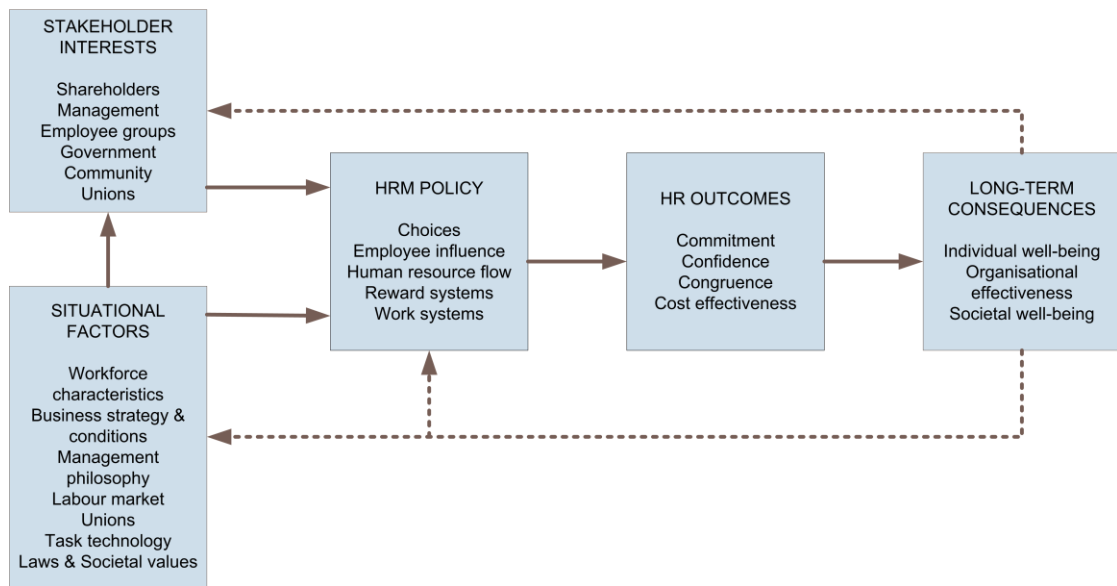 STAKEHOLDER
INTERESTS
Shareholders
Management
Employee groups
Government
Community
Unions
SITUATIONAL
FACTORS
Workforce
characteristics
Business strategy &
conditions
Management
philosophy
Labour market
Unions
Task technology
Laws & Societal values
HRM POLICY
Choices
Employee influence
Human resource flow
Reward systems
Work systems
HR OUTCOMES
Commitment
Confidence
Congruence
Cost effectiveness
LONG-TERM
CONSEQUENCES
Individual well-being
Organisational
effectiveness
Societal well-being